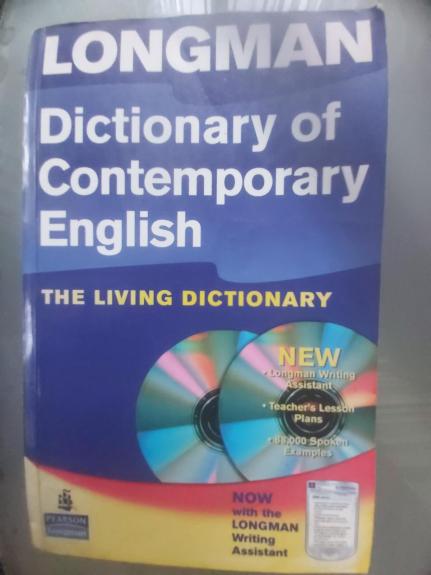 LONGMAN
Dictionary of
Contemporary
English
THE LIVING DICTIONARY
NEW
• Longman Writing
Assistant
• Teacher's Lesson
Plans
• 88,000 Spoken
Examples
NOW
with the
LONGMAN
Writing
Assistant
PEARSON
Longman